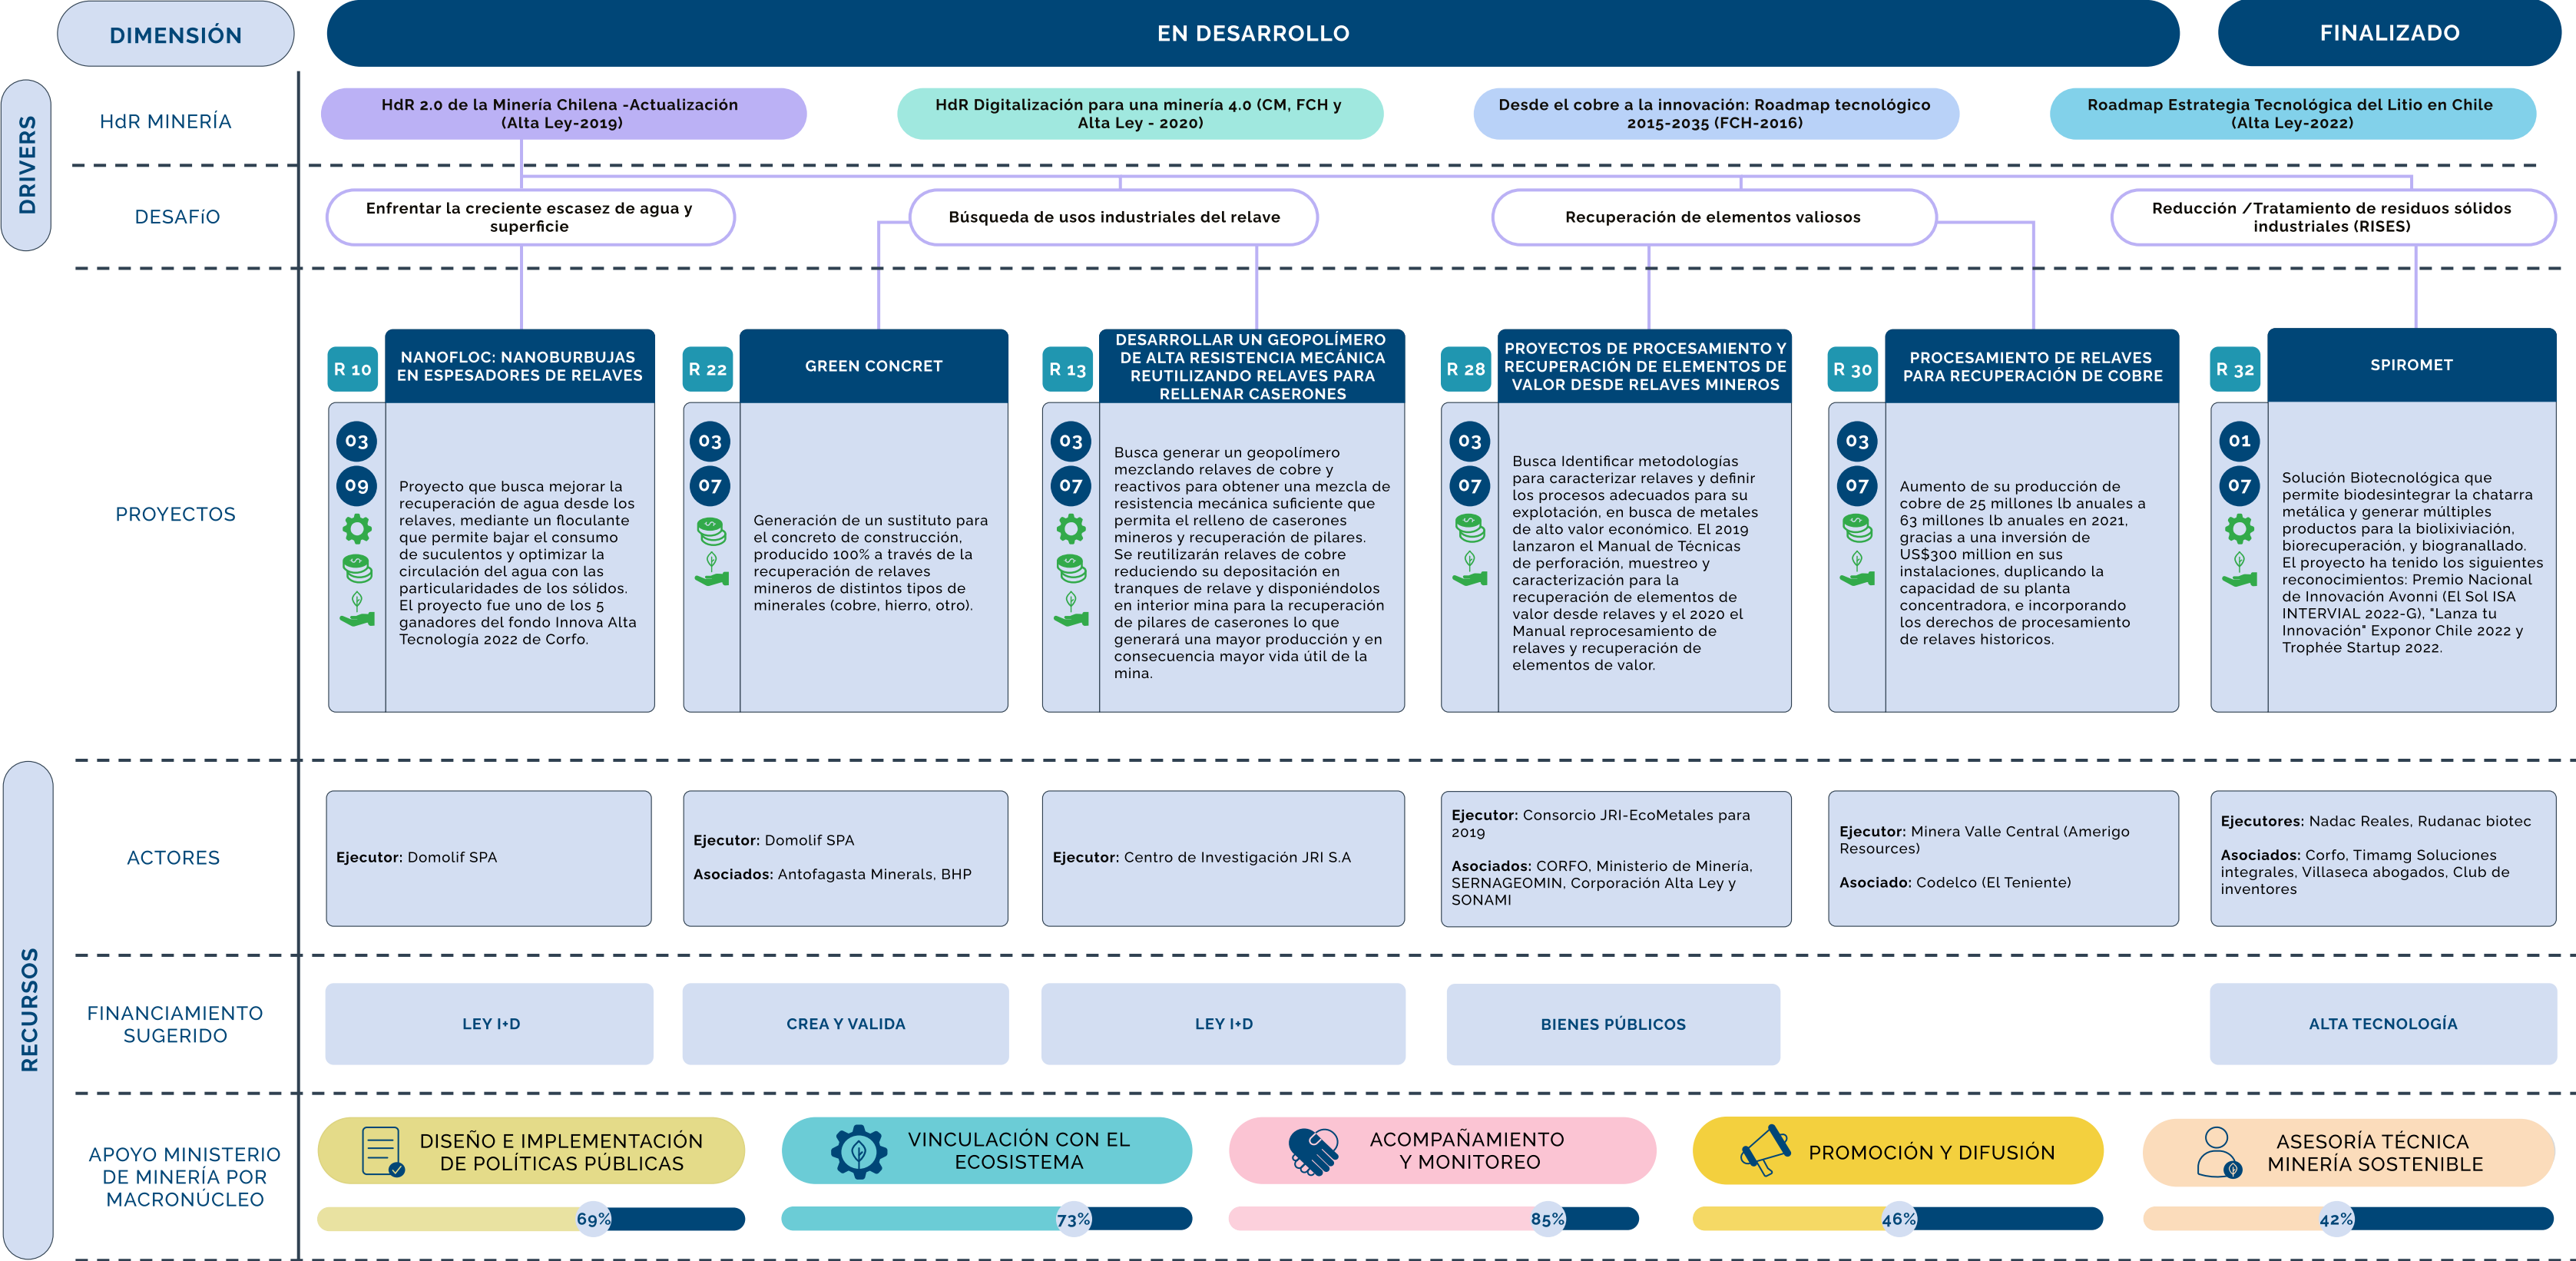 DIMENSIÓN
EN DESARROLLO
FINALIZADO
DRIVERS
HdR MINERÍA
HdR 2.0 de la Minería Chilena -Actualización
(Alta Ley-2019)
HdR Digitalización para una minería 4.0 (CM, FCH y
Alta Ley - 2020)
Desde el cobre a la innovación: Roadmap tecnológico
2015-2035 (FCH-2016)
Roadmap Estrategia Tecnológica del Litio en Chile
(Alta Ley-2022)
DESAFíO
Enfrentar la creciente escasez de agua y
superficie
Búsqueda de usos industriales del relave
Recuperación de elementos valiosos
Reducción /Tratamiento de residuos sólidos
industriales (RISES)
PROYECTOS
R 10
NANOFLOC: NANOBURBUJAS
EN ESPESADORES DE RELAVES
03
09
Proyecto que busca mejorar la
recuperación de agua desde los
relaves, mediante un floculante
que permite bajar el consumo
de suculentos y optimizar la
circulación del agua con las
particularidades de los sólidos.
El proyecto fue uno de los 5
ganadores del fondo Innova Alta
Tecnología 2022 de Corfo.
R 22
GREEN CONCRET
03
07
Generación de un sustituto para
el concreto de construcción,
producido 100% a través de la
recuperación de relaves
mineros de distintos tipos de
minerales (cobre, hierro, otro).
R 13
DESARROLLAR UN GEOPOLÍMERO
DE ALTA RESISTENCIA MECÁNICA
REUTILIZANDO RELAVES PARA
RELLENAR CASERONES
03
07
Busca generar un geopolímero
mezclando relaves de cobre y
reactivos para obtener una mezcla de
resistencia mecánica suficiente que
permita el relleno de caserones
mineros y recuperación de pilares.
Se reutilizarán relaves de cobre
reduciendo su depositación en
tranques de relave y disponiéndolos
en interior mina para la recuperación
de pilares de caserones lo que
generará una mayor producción y en
consecuencia mayor vida útil de la
mina.
R 28
PROYECTOS DE PROCESAMIENTO Y
RECUPERACIÓN DE ELEMENTOS DE
VALOR DESDE RELAVES MINEROS
03
07
Busca Identificar metodologías
para caracterizar relaves y definir
los procesos adecuados para su
explotación, en busca de metales
de alto valor económico. El 2019
lanzaron el Manual de Técnicas
de perforación, muestreo y
caracterización para la
recuperación de elementos de
valor desde relaves y el 2020 el
Manual reprocesamiento de
relaves y recuperación de
elementos de valor.
R 30
PROCESAMIENTO DE RELAVES
PARA RECUPERACIÓN DE COBRE
03
07
Aumento de su producción de
cobre de 25 millones lb anuales a
63 millones lb anuales en 2021,
gracias a una inversión de
US$300 million en sus
instalaciones, duplicando la
capacidad de su planta
concentradora, e incorporando
los derechos de procesamiento
de relaves historicos.
R 32
SPIROMET
01
07
Solución Biotecnológica que
permite biodesintegrar la chatarra
metálica y generar múltiples
productos para la biolixiviación,
biorecuperación, y biogranallado.
El proyecto ha tenido los siguientes
reconocimientos: Premio Nacional
de Innovación Avonni (El Sol ISA
INTERVIAL 2022-G), "Lanza tu
Innovación" Exponor Chile 2022 y
Trophée Startup 2022.
RECURSOS
ACTORES
Ejecutor: Domolif SPA
Ejecutor: Domolif SPA
Asociados: Antofagasta Minerals, BHP
Ejecutor: Centro de Investigación JRI S.A
Ejecutor: Consorcio JRI-EcoMetales para
2019
Asociados: CORFO, Ministerio de Minería,
SERNAGEOMIN, Corporación Alta Ley y
SONAMI
Ejecutor: Minera Valle Central (Amerigo
Resources)
Asociado: Codelco (El Teniente)
Ejecutores: Nadac Reales, Rudanac biotec
Asociados: Corfo, Timamg Soluciones
integrales, Villaseca abogados, Club de
inventores
FINANCIAMIENTO
SUGERIDO
LEY I+D
CREA Y VALIDA
LEY I+D
BIENES PÚBLICOS
ALTA TECNOLOGÍA
APOYO MINISTERIO
DE MINERÍA POR
MACRONÚCLEO
DISEÑO E IMPLEMENTACIÓN
DE POLÍTICAS PÚBLICAS
69%
VINCULACIÓN CON EL
ECOSISTEMA
73%
ACOMPAÑAMIENTO
Y MONITOREO
85%
PROMOCIÓN Y DIFUSIÓN
46%
ASESORÍA TÉCNICA
MINERÍA SOSTENIBLE
42%